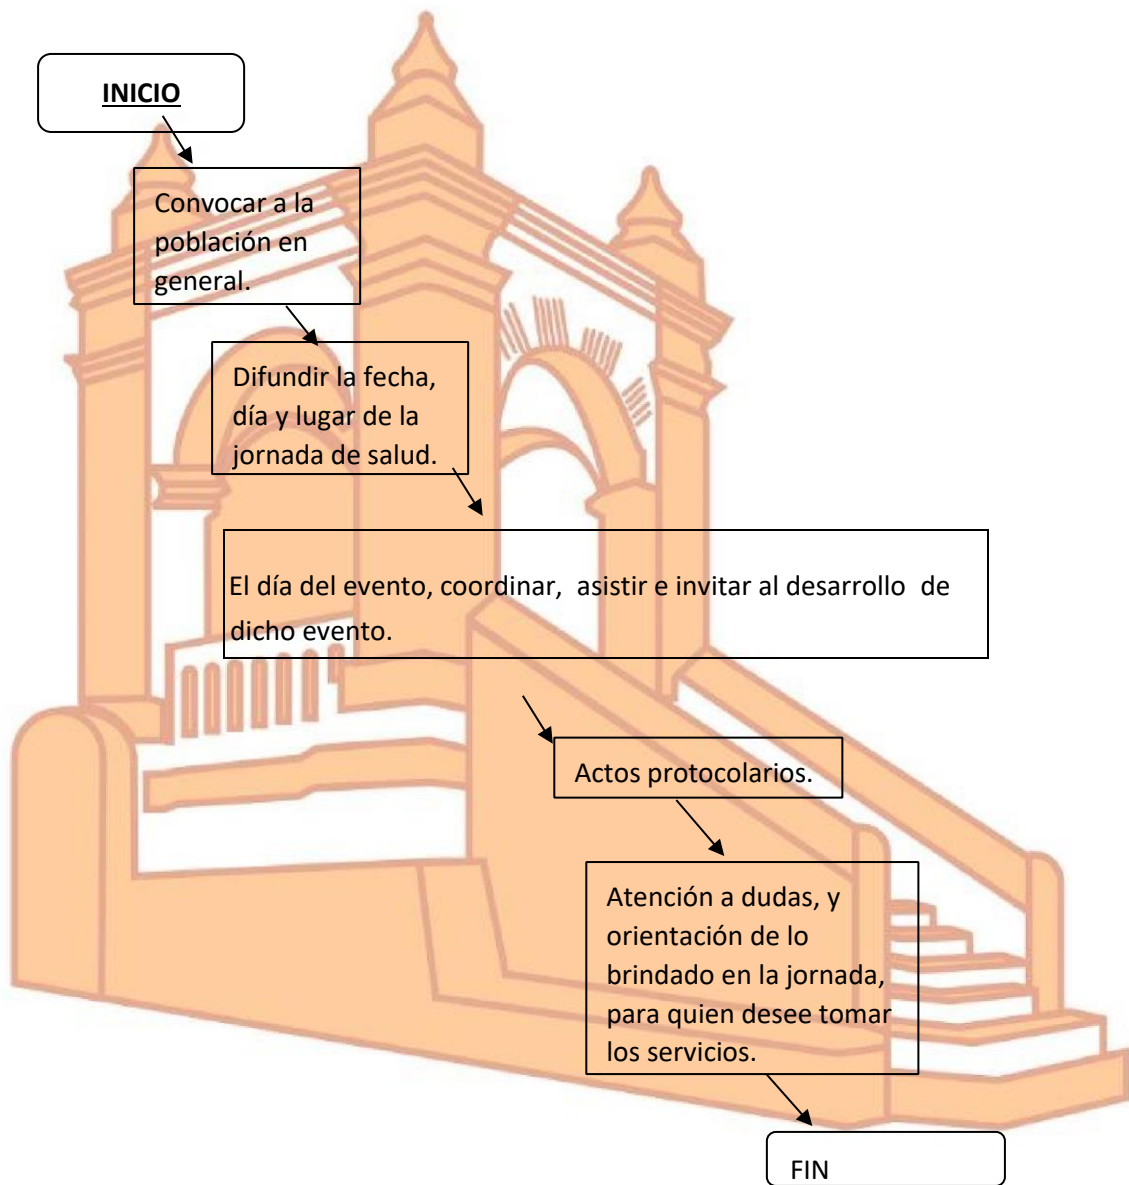 INICIO
Convocar a la
población en
general.
Difundir la fecha,
día y lugar de la
jornada de salud.
El día del evento, coordinar, asistir e invitar al desarrollo de
dicho evento.
Actos protocolarios.
Atención a dudas, y
orientación de lo
brindado en la jornada,
para quien desee tomar
los servicios.
FIN